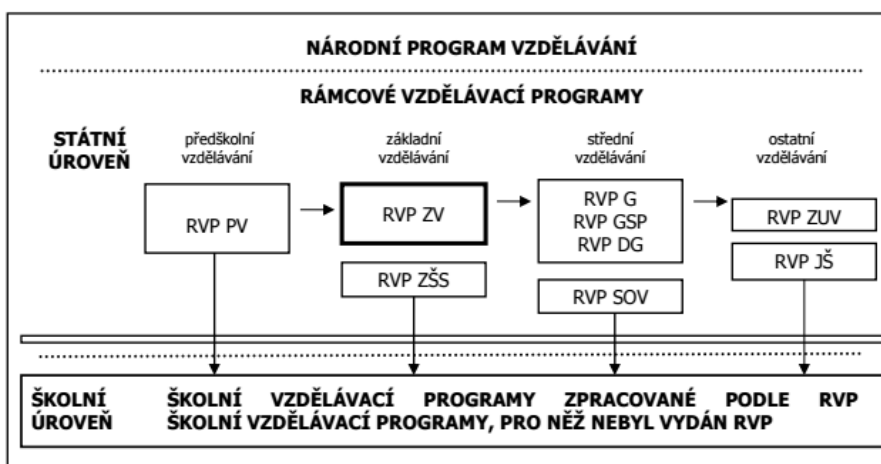 NÁRODNÍ PROGRAM VZDĚLÁVÁNÍ
RÁMCOVÉ VZDĚLÁVACÍ PROGRAMY
STÁTNÍ
ÚROVEŇ
předškolní
vzdělávání
základní
vzdělávání
střední
vzdělávání
ostatní
vzdělávání
RVP PV
RVP ZV
RVP ZŠS
RVP G
RVP GSP
RVP DG
RVP SOV
RVP ZUV
RVP JŠ
ŠKOLNÍ
ÚROVEŇ
ŠKOLNÍ VZDĚLÁVACÍ PROGRAMY ZPRACOVANÉ PODLE RVP
ŠKOLNÍ VZDĚLÁVACÍ PROGRAMY, PRO NĚŽ NEBYL VYDÁN RVP